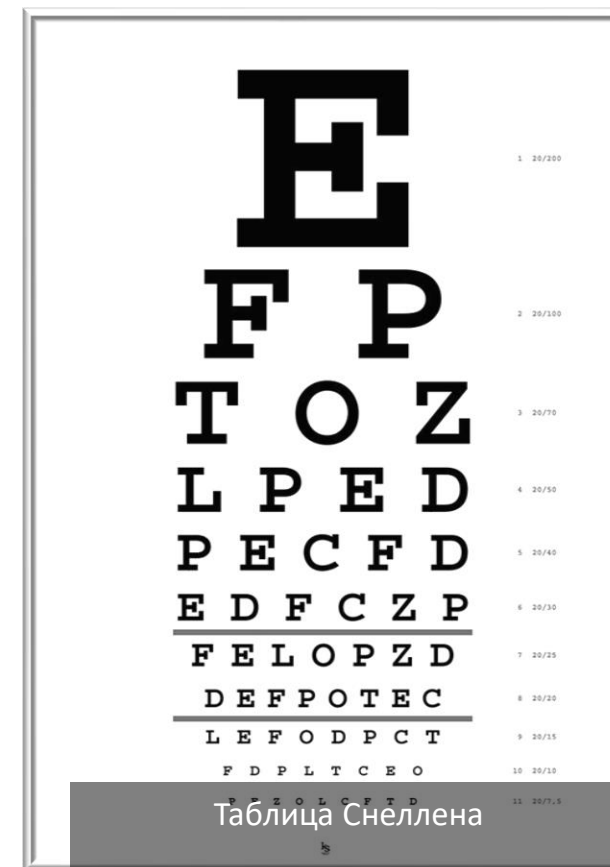 E 1 20/200
F P 2 20/100
T O Z 3 20/70
L P E D 4 20/50
P E C F D 5 20/40
E D F C Z P 6 20/30
F E L O P Z D 7 20/25
D E F P O T E C 8 20/20
L E F O D P C T 9 20/15
F D P L T C E O 10 20/10
P E Z O L C F T D 11 20/7,5
Таблица Снеллена